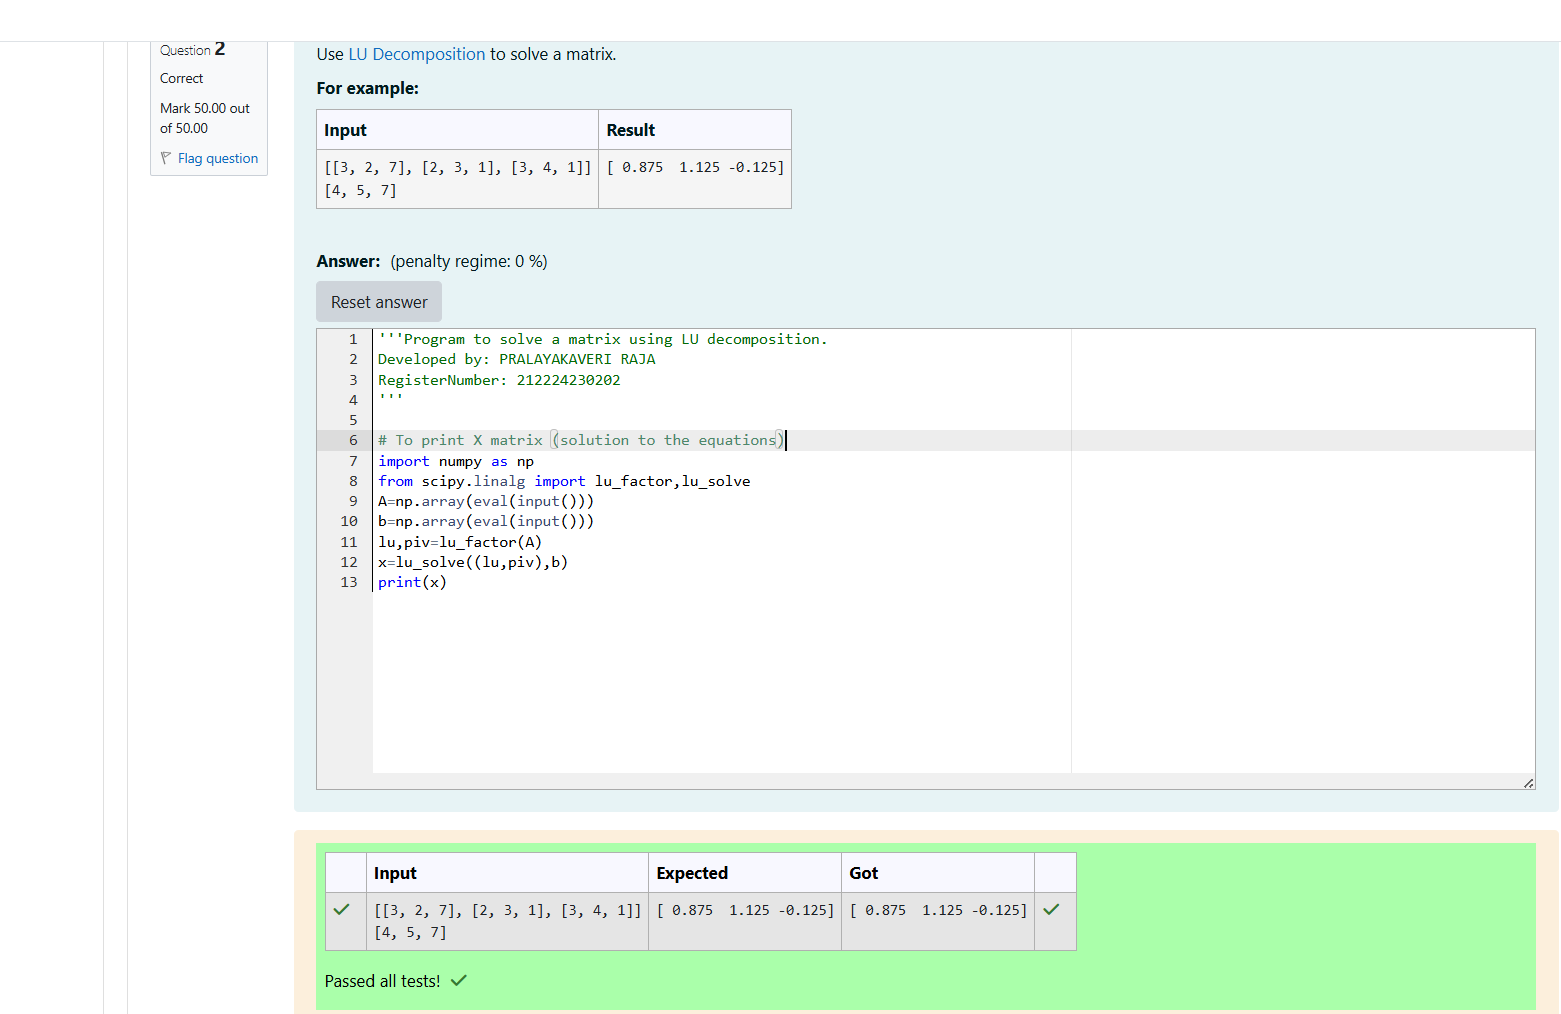 Question 2
Correct
Mark 50.00 out
of 50.00
Flag question
Use LU Decomposition to solve a matrix.
For example:
Input Result
[[3, 2, 7], [2, 3, 1], [3, 4, 1]] [ 0.875  1.125 -0.125]
[4, 5, 7]
Answer: (penalty regime: 0 %)
Reset answer
1 '''Program to solve a matrix using LU decomposition.
2 Developed by: PRALAYAKAVERI RAJA
3 RegisterNumber: 212224230202
4 '''
5
6 # To print X matrix (solution to the equations)
7 import numpy as np
8 from scipy.linalg import lu_factor,lu_solve
9 A=np.array(eval(input()))
10 b=np.array(eval(input()))
11 lu,piv=lu_factor(A)
12 x=lu_solve((lu,piv),b)
13 print(x)
Input Expected Got
[[3, 2, 7], [2, 3, 1], [3, 4, 1]] [ 0.875  1.125 -0.125] [ 0.875  1.125 -0.125]
[4, 5, 7]
Passed all tests!